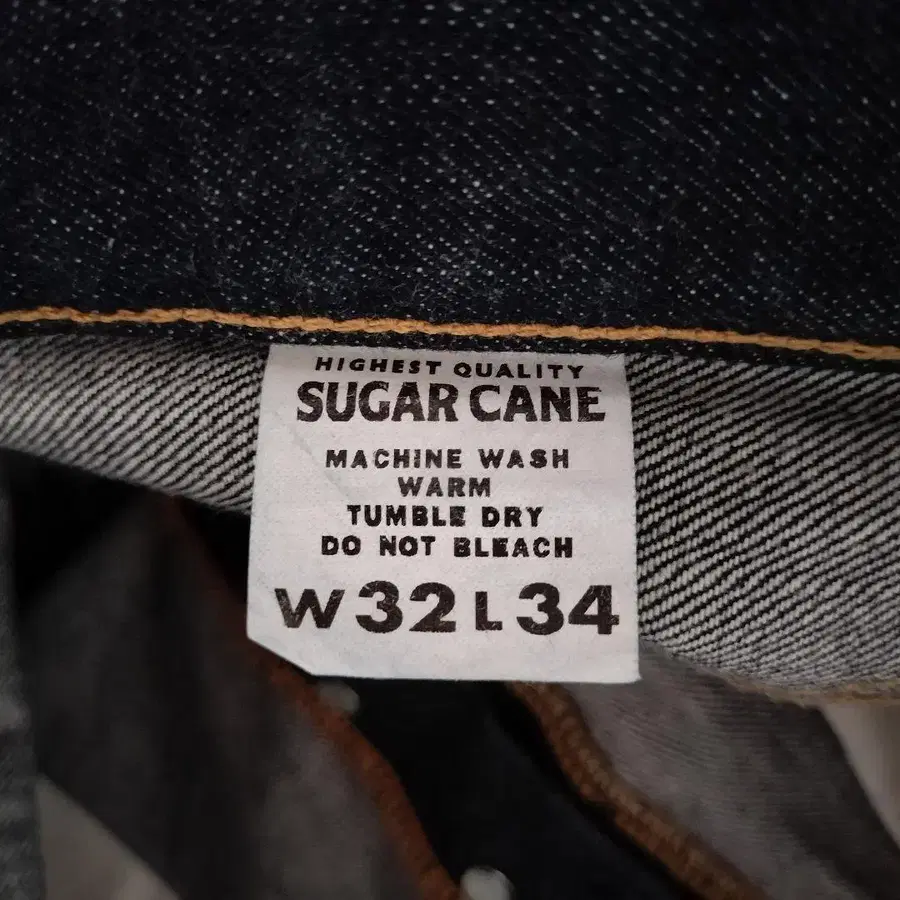 HIGHEST QUALITY
SUGAR CANE
MACHINE WASH
WARM
TUMBLE DRY
DO NOT BLEACH
W32 L34